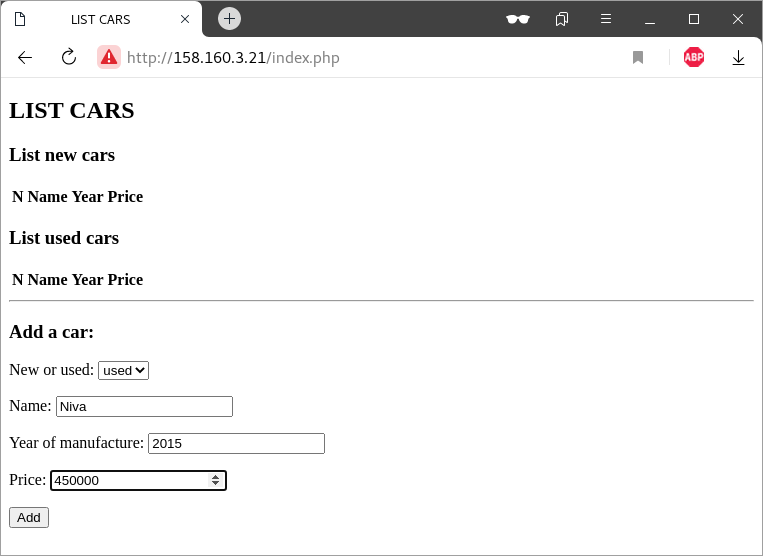 LIST CARS
http://158.160.3.21/index.php
ABP
LIST CARS
List new cars
N Name Year Price
List used cars
N Name Year Price
Add a car:
New or used: used
Name: Niva
Year of manufacture: 2015
Price: 450000
Add